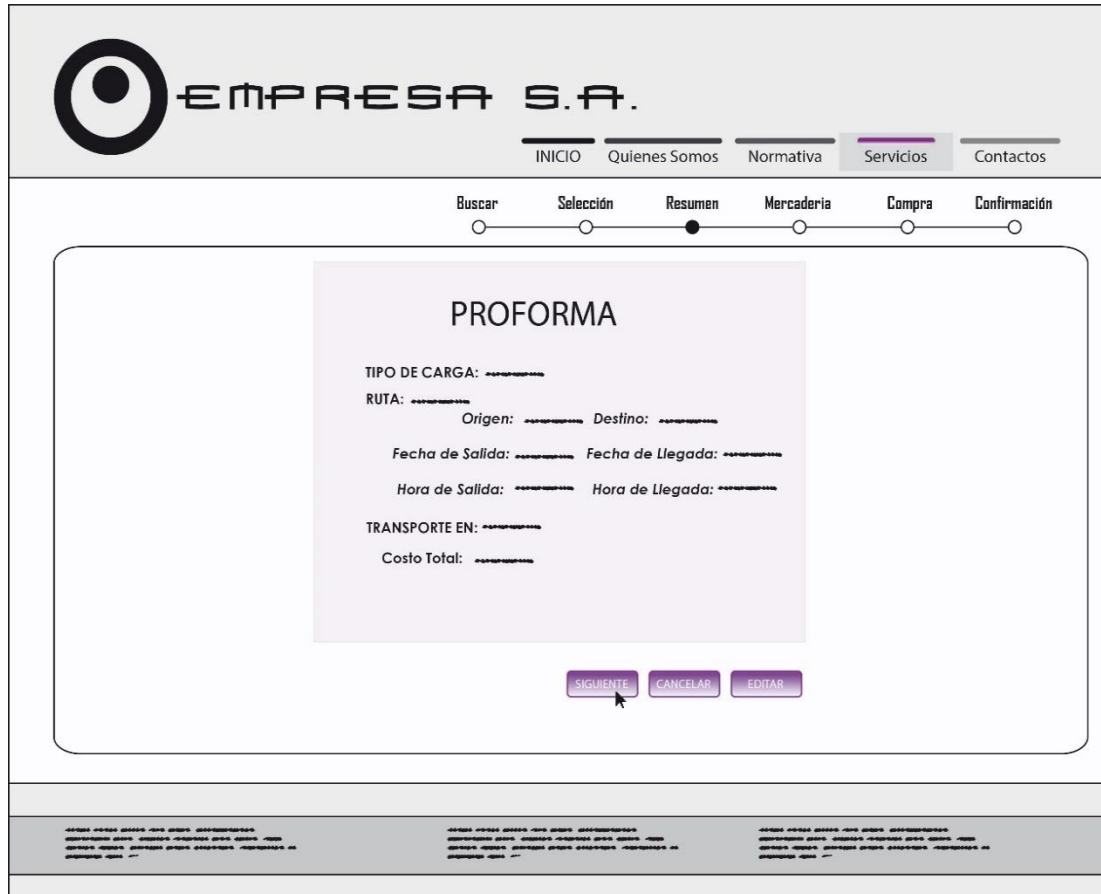 EMPRESA S.A.
INICIO Quienes Somos Normativa Servicios Contactos
Buscar Selección Resumen Mercaderia Compra Confirmación
PROFORMA
TIPO DE CARGA:
RUTA:
Origen: Destino:
Fecha de Salida: Fecha de Llegada:
Hora de Salida: Hora de Llegada:
TRANSPORTE EN:
Costo Total:
SIGUIENTE CANCELAR EDITAR